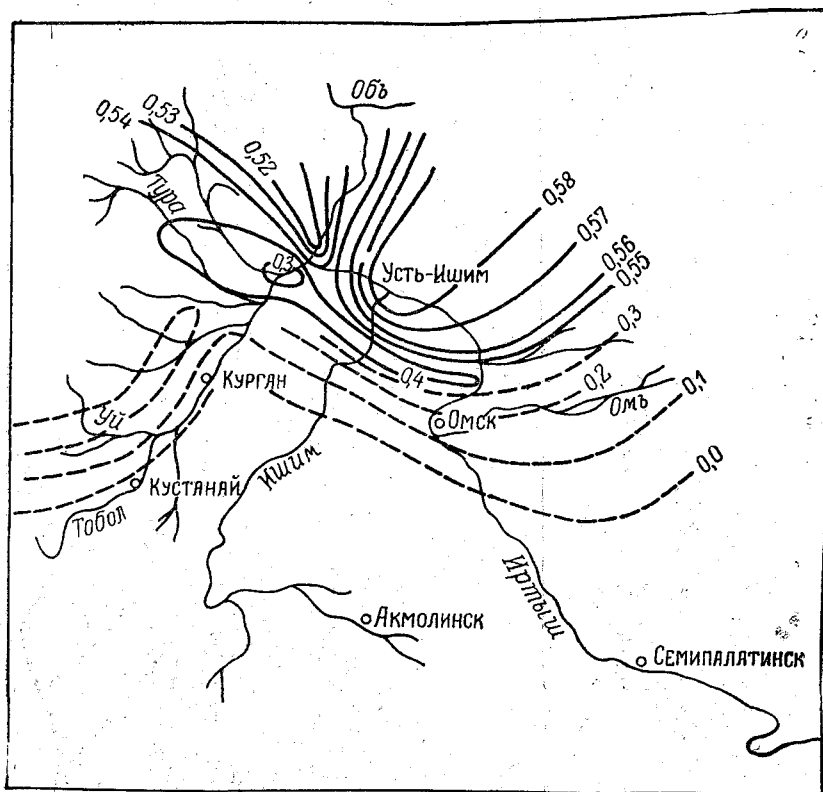 Объ
0,53
0,54
0,52
Тура
0,58
0,57
0,3
Усть-Ишим
0,56
0,55
0,3
Курган
0,4
0,2
0,1
Омъ
Омск
Уй
0,0
Кустанай
Ишим
Тобол
Иртыш
Акмолинск
Семипалатинск